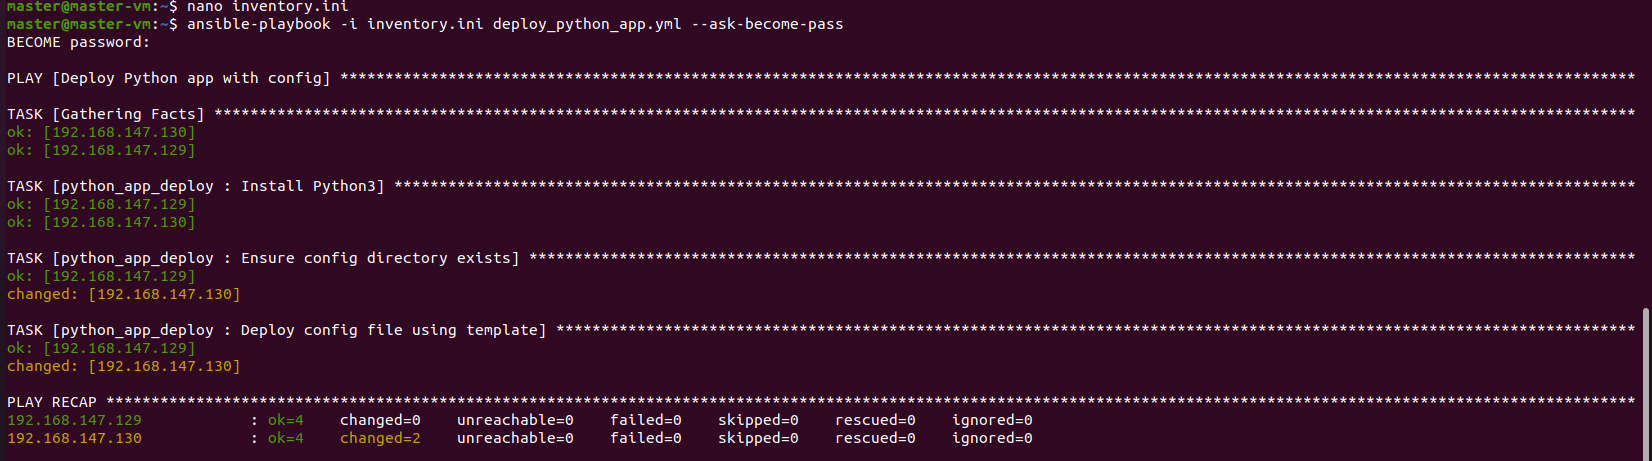 master@master-vm:~$ nano inventory.ini
master@master-vm:~$ ansible-playbook -i inventory.ini deploy_python_app.yml --ask-become-pass
BECOME password:
PLAY [Deploy Python app with config] ************************************************************************************************************************************************
TASK [Gathering Facts] **************************************************************************************************************************************************************
ok: [192.168.147.130]
ok: [192.168.147.129]
TASK [python_app_deploy : Install Python3] ******************************************************************************************************************************************
ok: [192.168.147.129]
ok: [192.168.147.130]
TASK [python_app_deploy : Ensure config directory exists] ***************************************************************************************************************************
ok: [192.168.147.129]
changed: [192.168.147.130]
TASK [python_app_deploy : Deploy config file using template] ************************************************************************************************************************
ok: [192.168.147.129]
changed: [192.168.147.130]
PLAY RECAP **************************************************************************************************************************************************************************
192.168.147.129            : ok=4    changed=0    unreachable=0    failed=0    skipped=0    rescued=0    ignored=0
192.168.147.130            : ok=4    changed=2    unreachable=0    failed=0    skipped=0    rescued=0    ignored=0